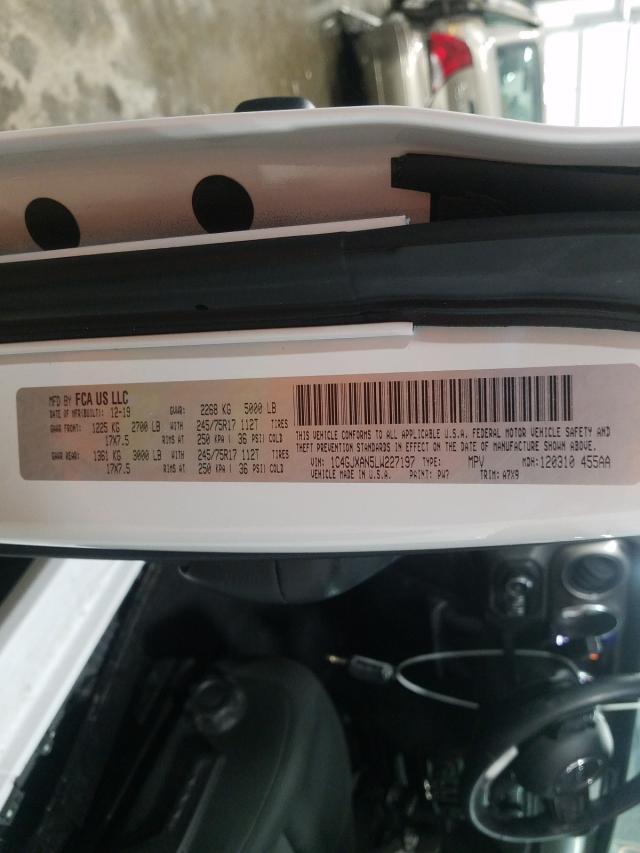 MFD BY FCA US LLC
DATE OF MFR(BUILT): 12-19 GVWR: 2268 KG 5000 LB
GAWR FRONT: 1225 KG 2700 LB WITH 245/75R17 112T TIRES
17X7.5 RIMS AT 250 KPA ( 36 PSI) COLD
GAWR REAR: 1361 KG 3000 LB WITH 245/75R17 112T TIRES
17X7.5 RIMS AT 250 KPA ( 36 PSI) COLD
THIS VEHICLE CONFORMS TO ALL APPLICABLE U.S.A. FEDERAL MOTOR VEHICLE SAFETY AND
THEFT PREVENTION STANDARDS IN EFFECT ON THE DATE OF MANUFACTURE SHOWN ABOVE.
VIN: 1C4GJXAN5LW227197 TYPE: MPV MDH: 120310 455AA
VEHICLE MADE IN U.S.A. PAINT: PW7 TRIM: A7X9